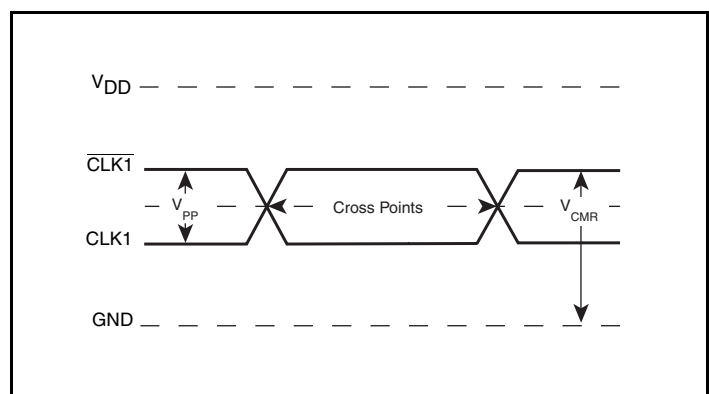 VDD
CLK1
VPP
Cross Points
VCMR
CLK1
GND